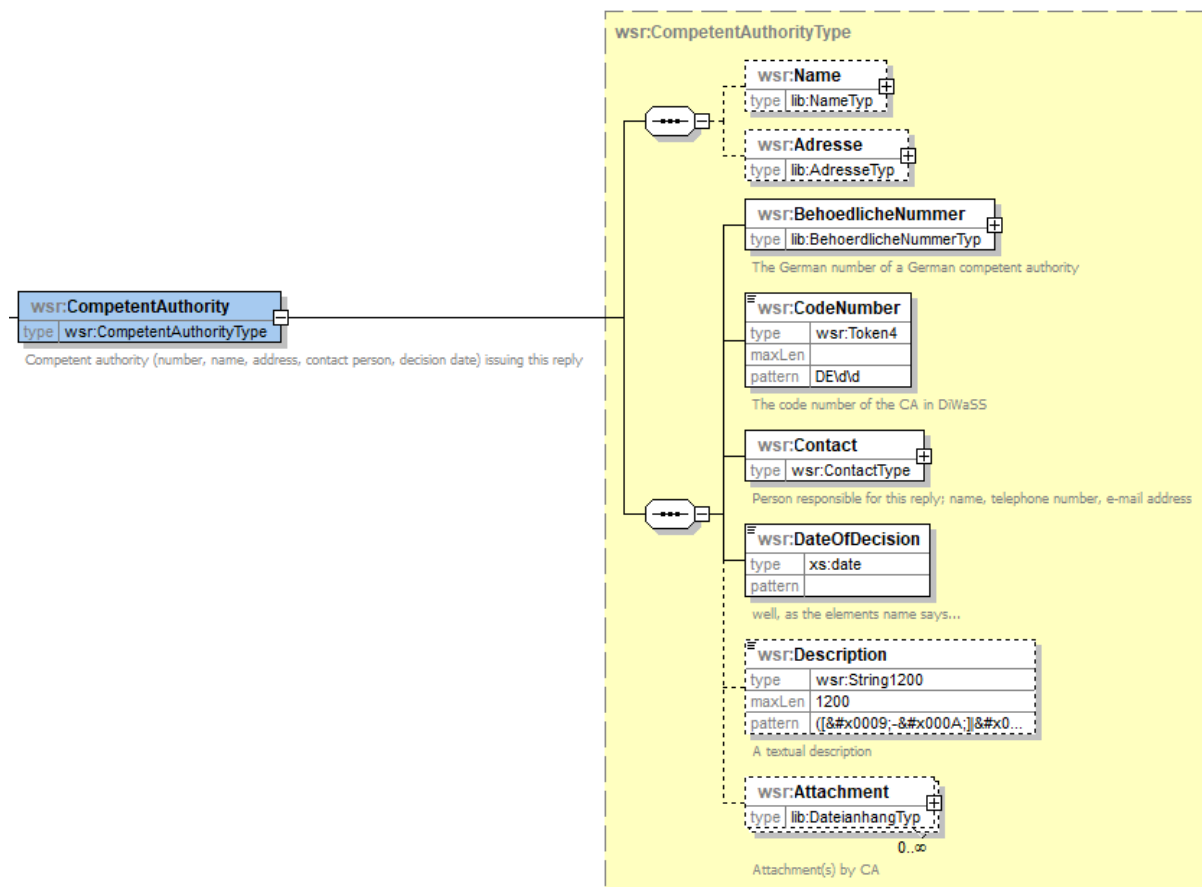 wsr:CompetentAuthorityType
wsr:Name
type lib:NameTyp
wsr:Adresse
type lib:AdresseTyp
wsr:BehoedlicheNummer
type lib:BehoerdlicheNummerTyp
The German number of a German competent authority
wsr:CompetentAuthority
type wsr:CompetentAuthorityType
Competent authority (number, name, address, contact person, decision date) issuing this reply
wsr:CodeNumber
type wsr:Token4
maxLen
pattern DE\d\d
The code number of the CA in DiWaSS
wsr:Contact
type wsr:ContactType
Person responsible for this reply; name, telephone number, e-mail address
wsr:DateOfDecision
type xs:date
pattern
well, as the elements name says...
wsr:Description
type wsr:String1200
maxLen 1200
pattern ([&#x0009;-&#x000A;]|&#x0...
A textual description
wsr:Attachment
type lib:DateianhangTyp
0..∞
Attachment(s) by CA